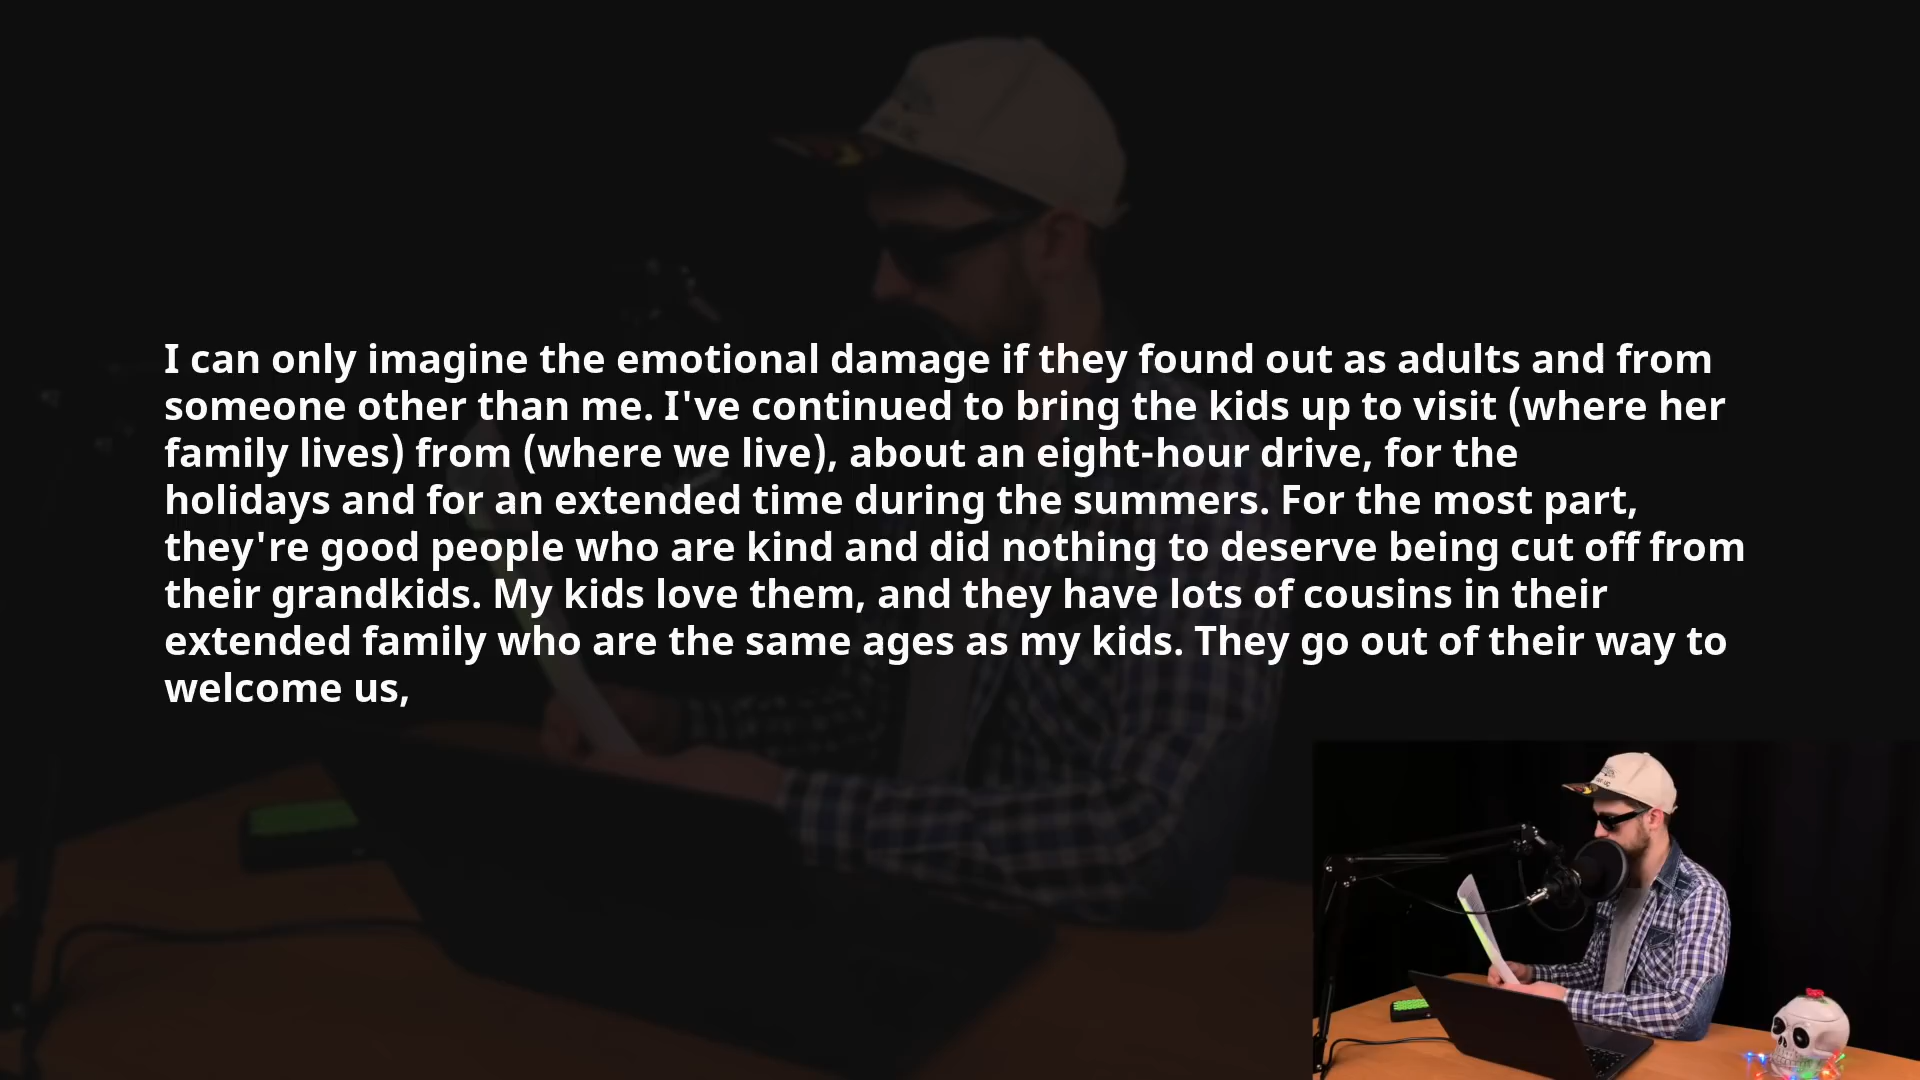 I can only imagine the emotional damage if they found out as adults and from
someone other than me. I've continued to bring the kids up to visit (where her
family lives) from (where we live), about an eight-hour drive, for the
holidays and for an extended time during the summers. For the most part,
they're good people who are kind and did nothing to deserve being cut off from
their grandkids. My kids love them, and they have lots of cousins in their
extended family who are the same ages as my kids. They go out of their way to
welcome us,